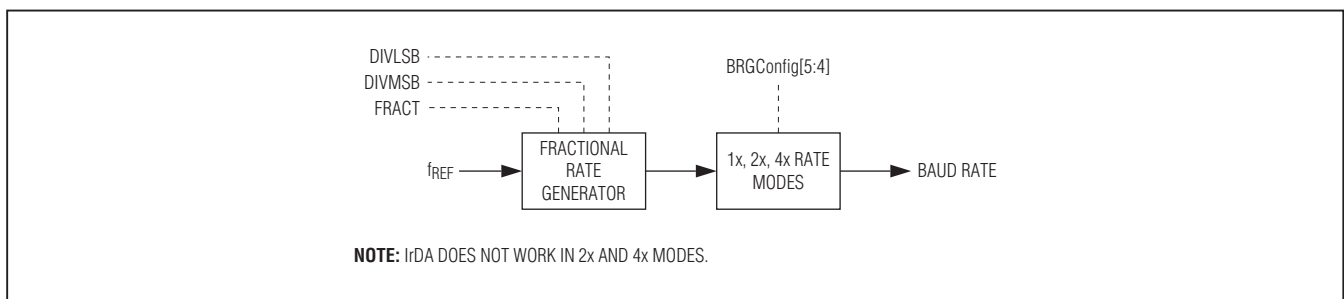 DIVLSB
DIVMSB
FRACT
BRGConfig[5:4]
fREF
FRACTIONAL
RATE
GENERATOR
1x, 2x, 4x RATE
MODES
BAUD RATE
NOTE: IrDA DOES NOT WORK IN 2x AND 4x MODES.